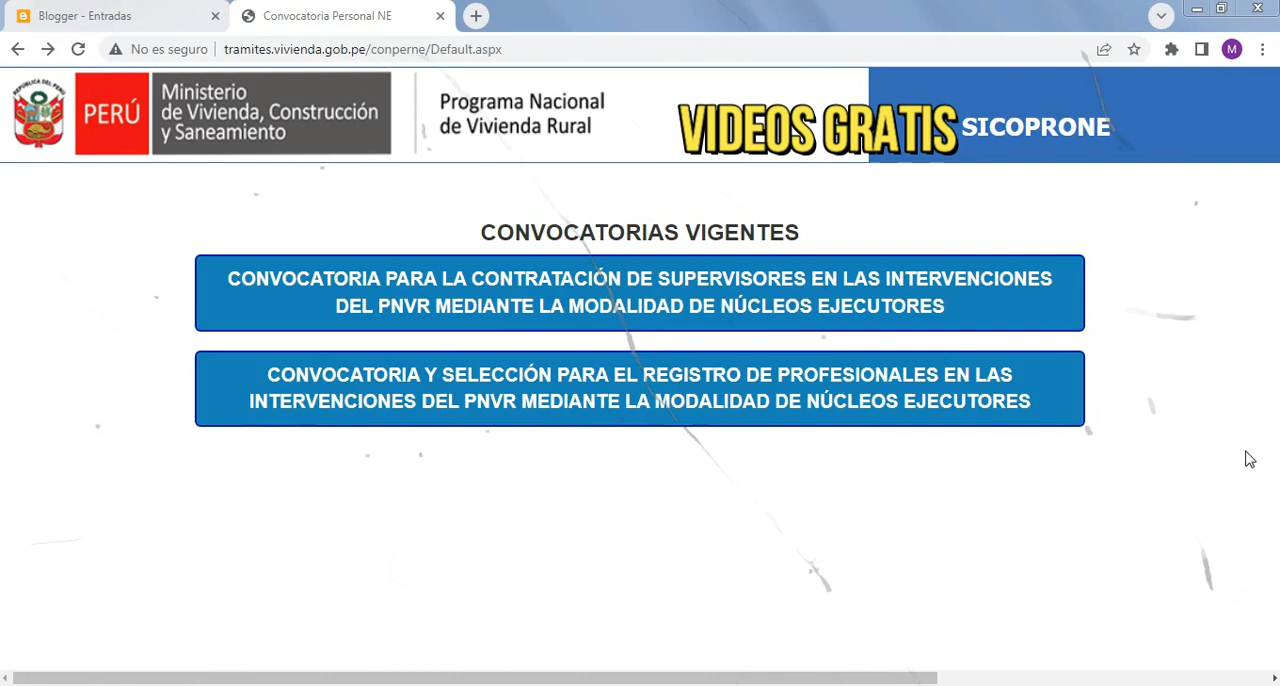 Blogger - Entradas
Convocatoria Personal NE
No es seguro
tramites.vivienda.gob.pe/conperne/Default.aspx
M
REPUBLICA DEL PERU
PERÚ
Ministerio
de Vivienda, Construcción
y Saneamiento
Programa Nacional
de Vivienda Rural
VIDEOS GRATIS
SICOPRONE
CONVOCATORIAS VIGENTES
CONVOCATORIA PARA LA CONTRATACIÓN DE SUPERVISORES EN LAS INTERVENCIONES
DEL PNVR MEDIANTE LA MODALIDAD DE NÚCLEOS EJECUTORES
CONVOCATORIA Y SELECCIÓN PARA EL REGISTRO DE PROFESIONALES EN LAS
INTERVENCIONES DEL PNVR MEDIANTE LA MODALIDAD DE NÚCLEOS EJECUTORES